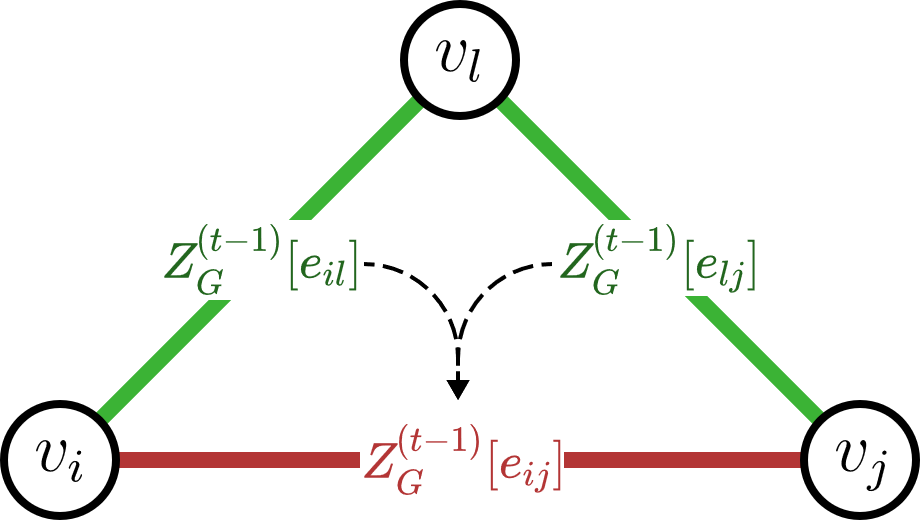 v_l
Z_G^{(t-1)}[e_{il}] Z_G^{(t-1)}[e_{lj}]
v_i Z_G^{(t-1)}[e_{ij}] v_j